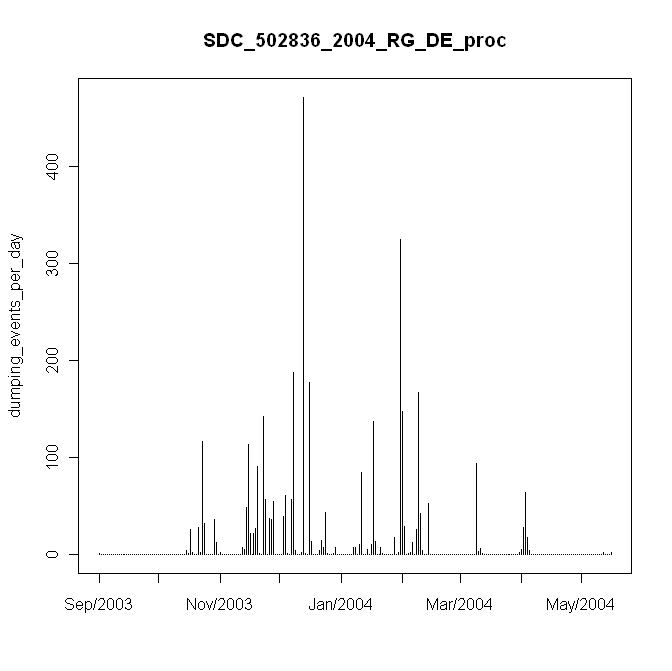 SDC_502836_2004_RG_DE_proc
dumping_events_per_day
400
300
200
100
0
Sep/2003 Nov/2003 Jan/2004 Mar/2004 May/2004